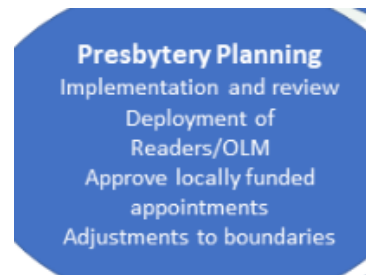 Presbytery Planning
Implementation and review
Deployment of
Readers/OLM
Approve locally funded
appointments
Adjustments to boundaries